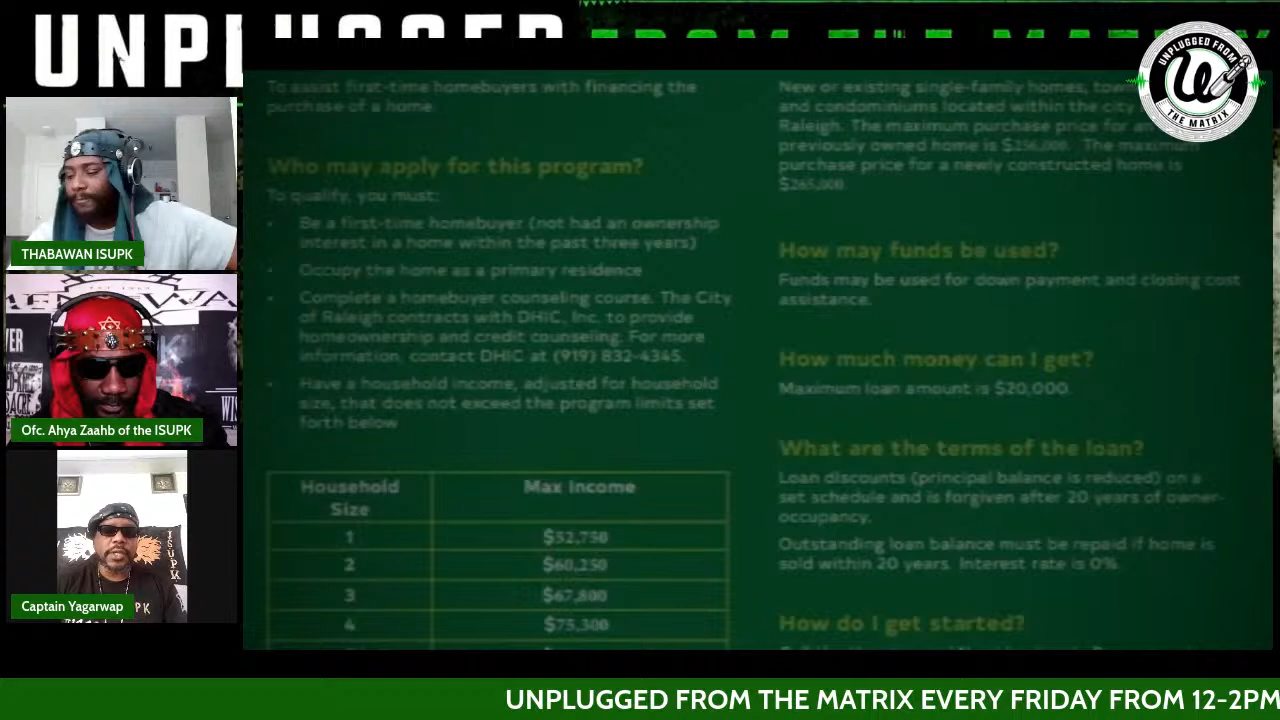 UNPLUGGED FROM THE MATRIX
UNPLUGGED FROM
THE MATRIX
To assist first-time homebuyers with financing the
purchase of a home.
Who may apply for this program?
To qualify, you must:
• Be a first-time homebuyer (not had an ownership
interest in a home within the past three years)
• Occupy the home as a primary residence
• Complete a homebuyer counseling course. The City
of Raleigh contracts with DHIC, Inc. to provide
homeownership and credit counseling. For more
information, contact DHIC at (919) 832-4345.
• Have a household income, adjusted for household
size, that does not exceed the program limits set
forth below
Household Size Max Income
1 $52,750
2 $60,250
3 $67,800
4 $75,300
New or existing single-family homes,
and condominiums located within the city
Raleigh. The maximum purchase price for
previously owned home is $256,000. The maximum
purchase price for a newly constructed home is
$265,000
How may funds be used?
Funds may be used for down payment and closing cost
assistance.
How much money can I get?
Maximum loan amount is $20,000.
What are the terms of the loan?
Loan discounts (principal balance is reduced) on a
set schedule and is forgiven after 20 years of owner-
occupancy.
Outstanding loan balance must be repaid if home is
sold within 20 years. Interest rate is 0%.
How do I get started?
THABAWAN ISUPK
Ofc. Ahya Zaahb of the ISUPK
ISUPK
Captain Yagarwap
UNPLUGGED FROM THE MATRIX EVERY FRIDAY FROM 12-2PM